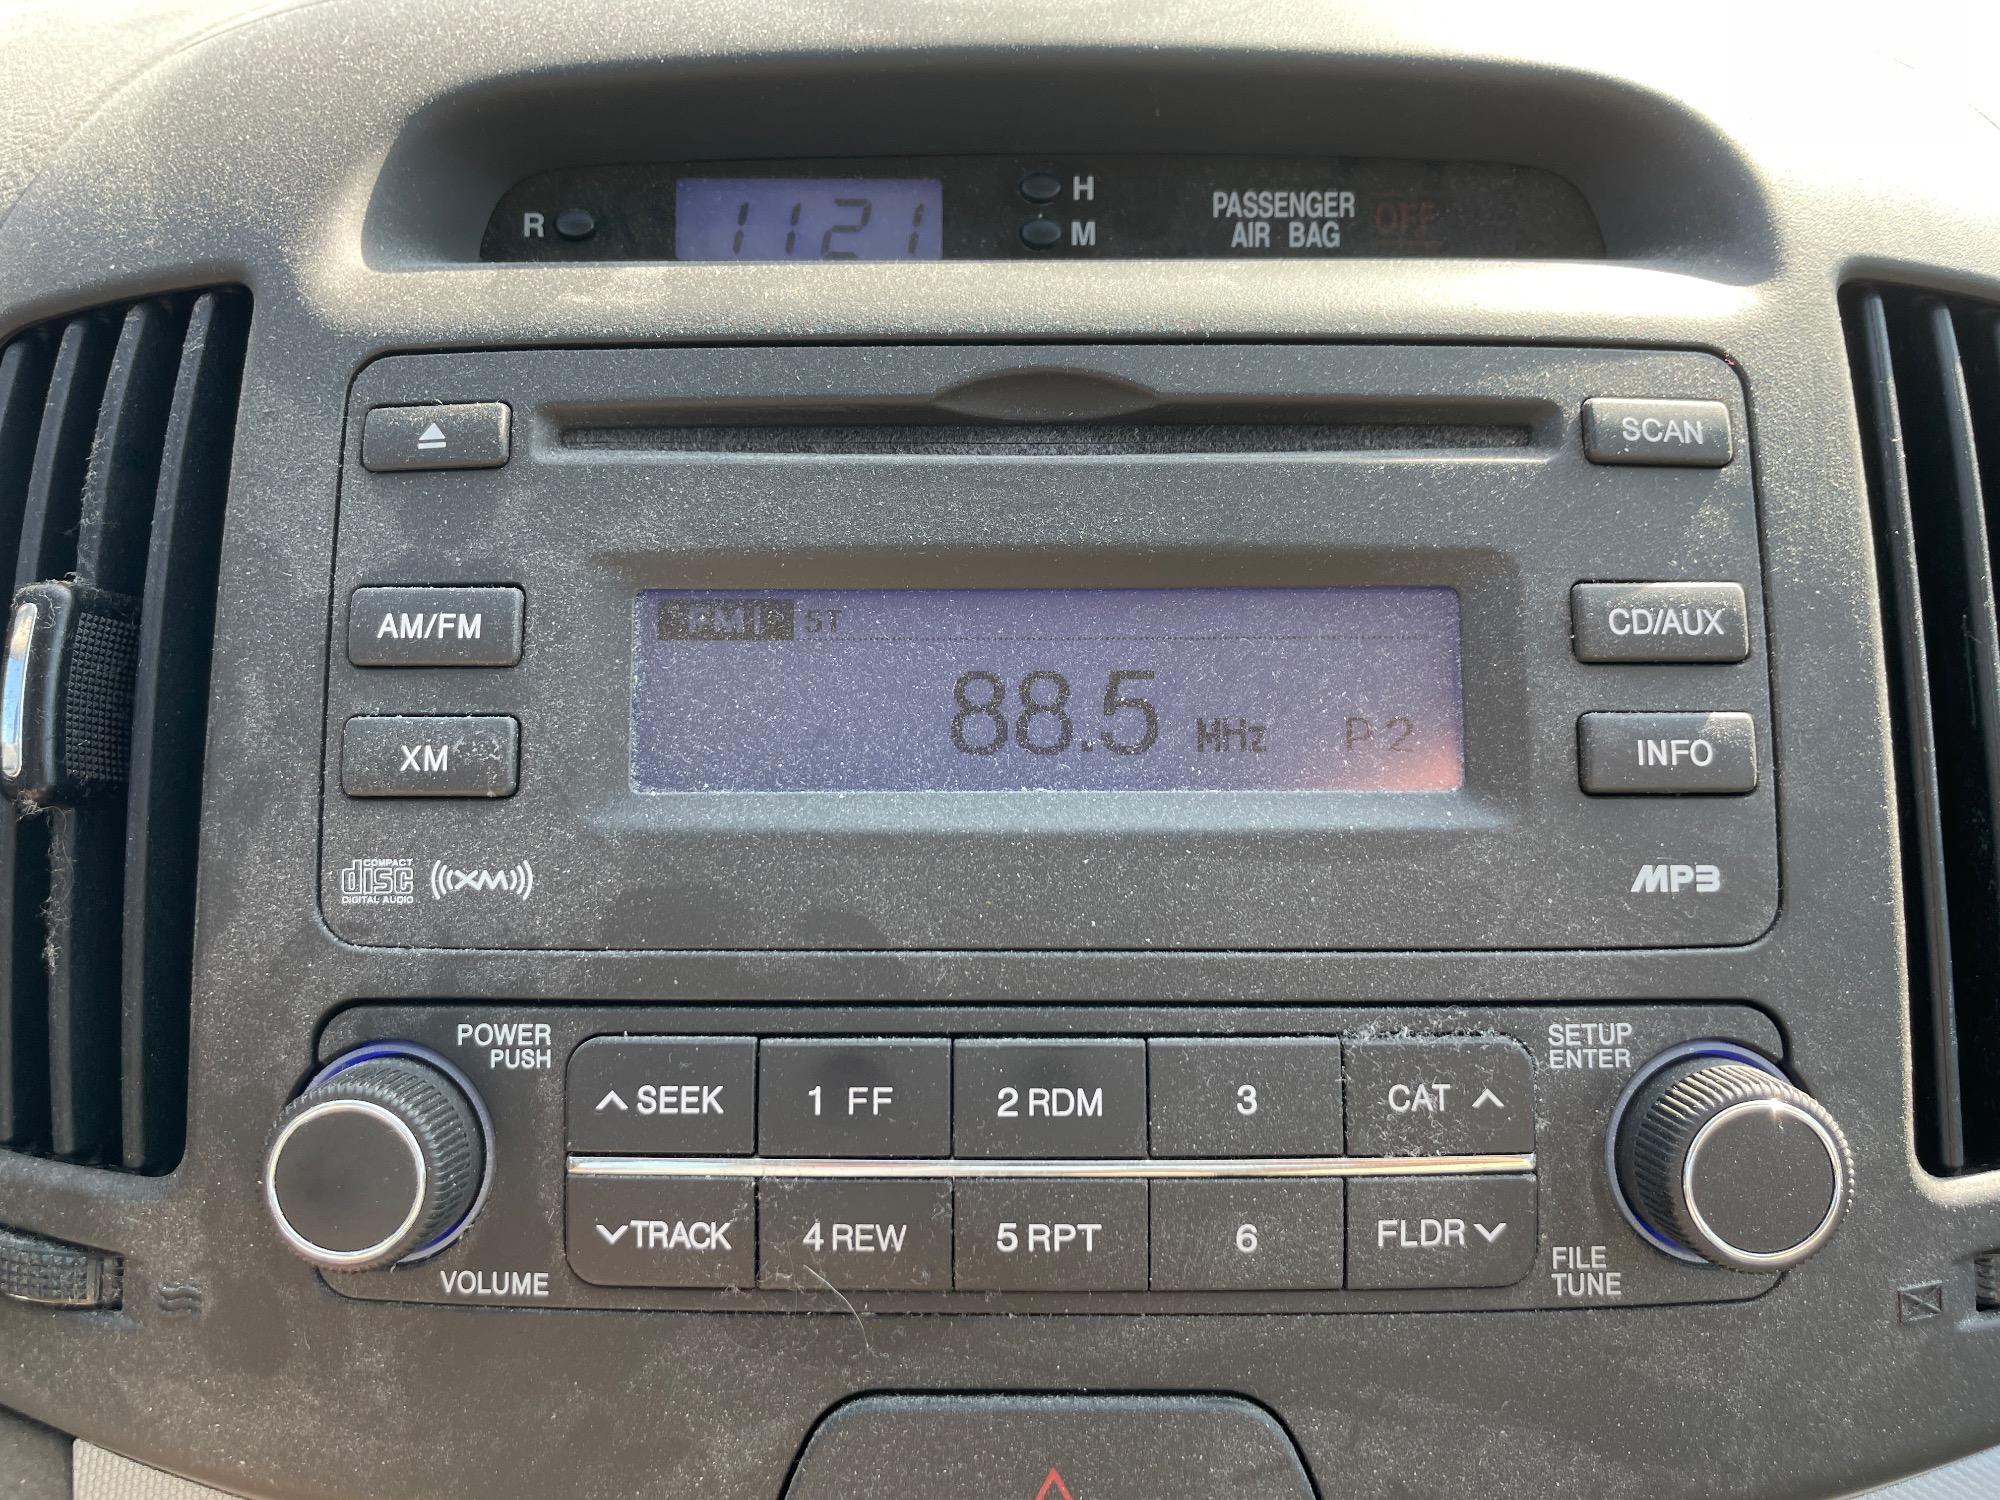 R
1121
H
M
PASSENGER
AIR BAG
OFF
SCAN
AM/FM
FM1 ST
CD/AUX
88.5 MHz P2
XM
INFO
COMPACT
disc
DIGITAL AUDIO
((XM))
MP3
POWER
PUSH
SEEK
1 FF
2 RDM
3
CAT
SETUP
ENTER
TRACK
4 REW
5 RPT
6
FLDR
VOLUME
FILE
TUNE